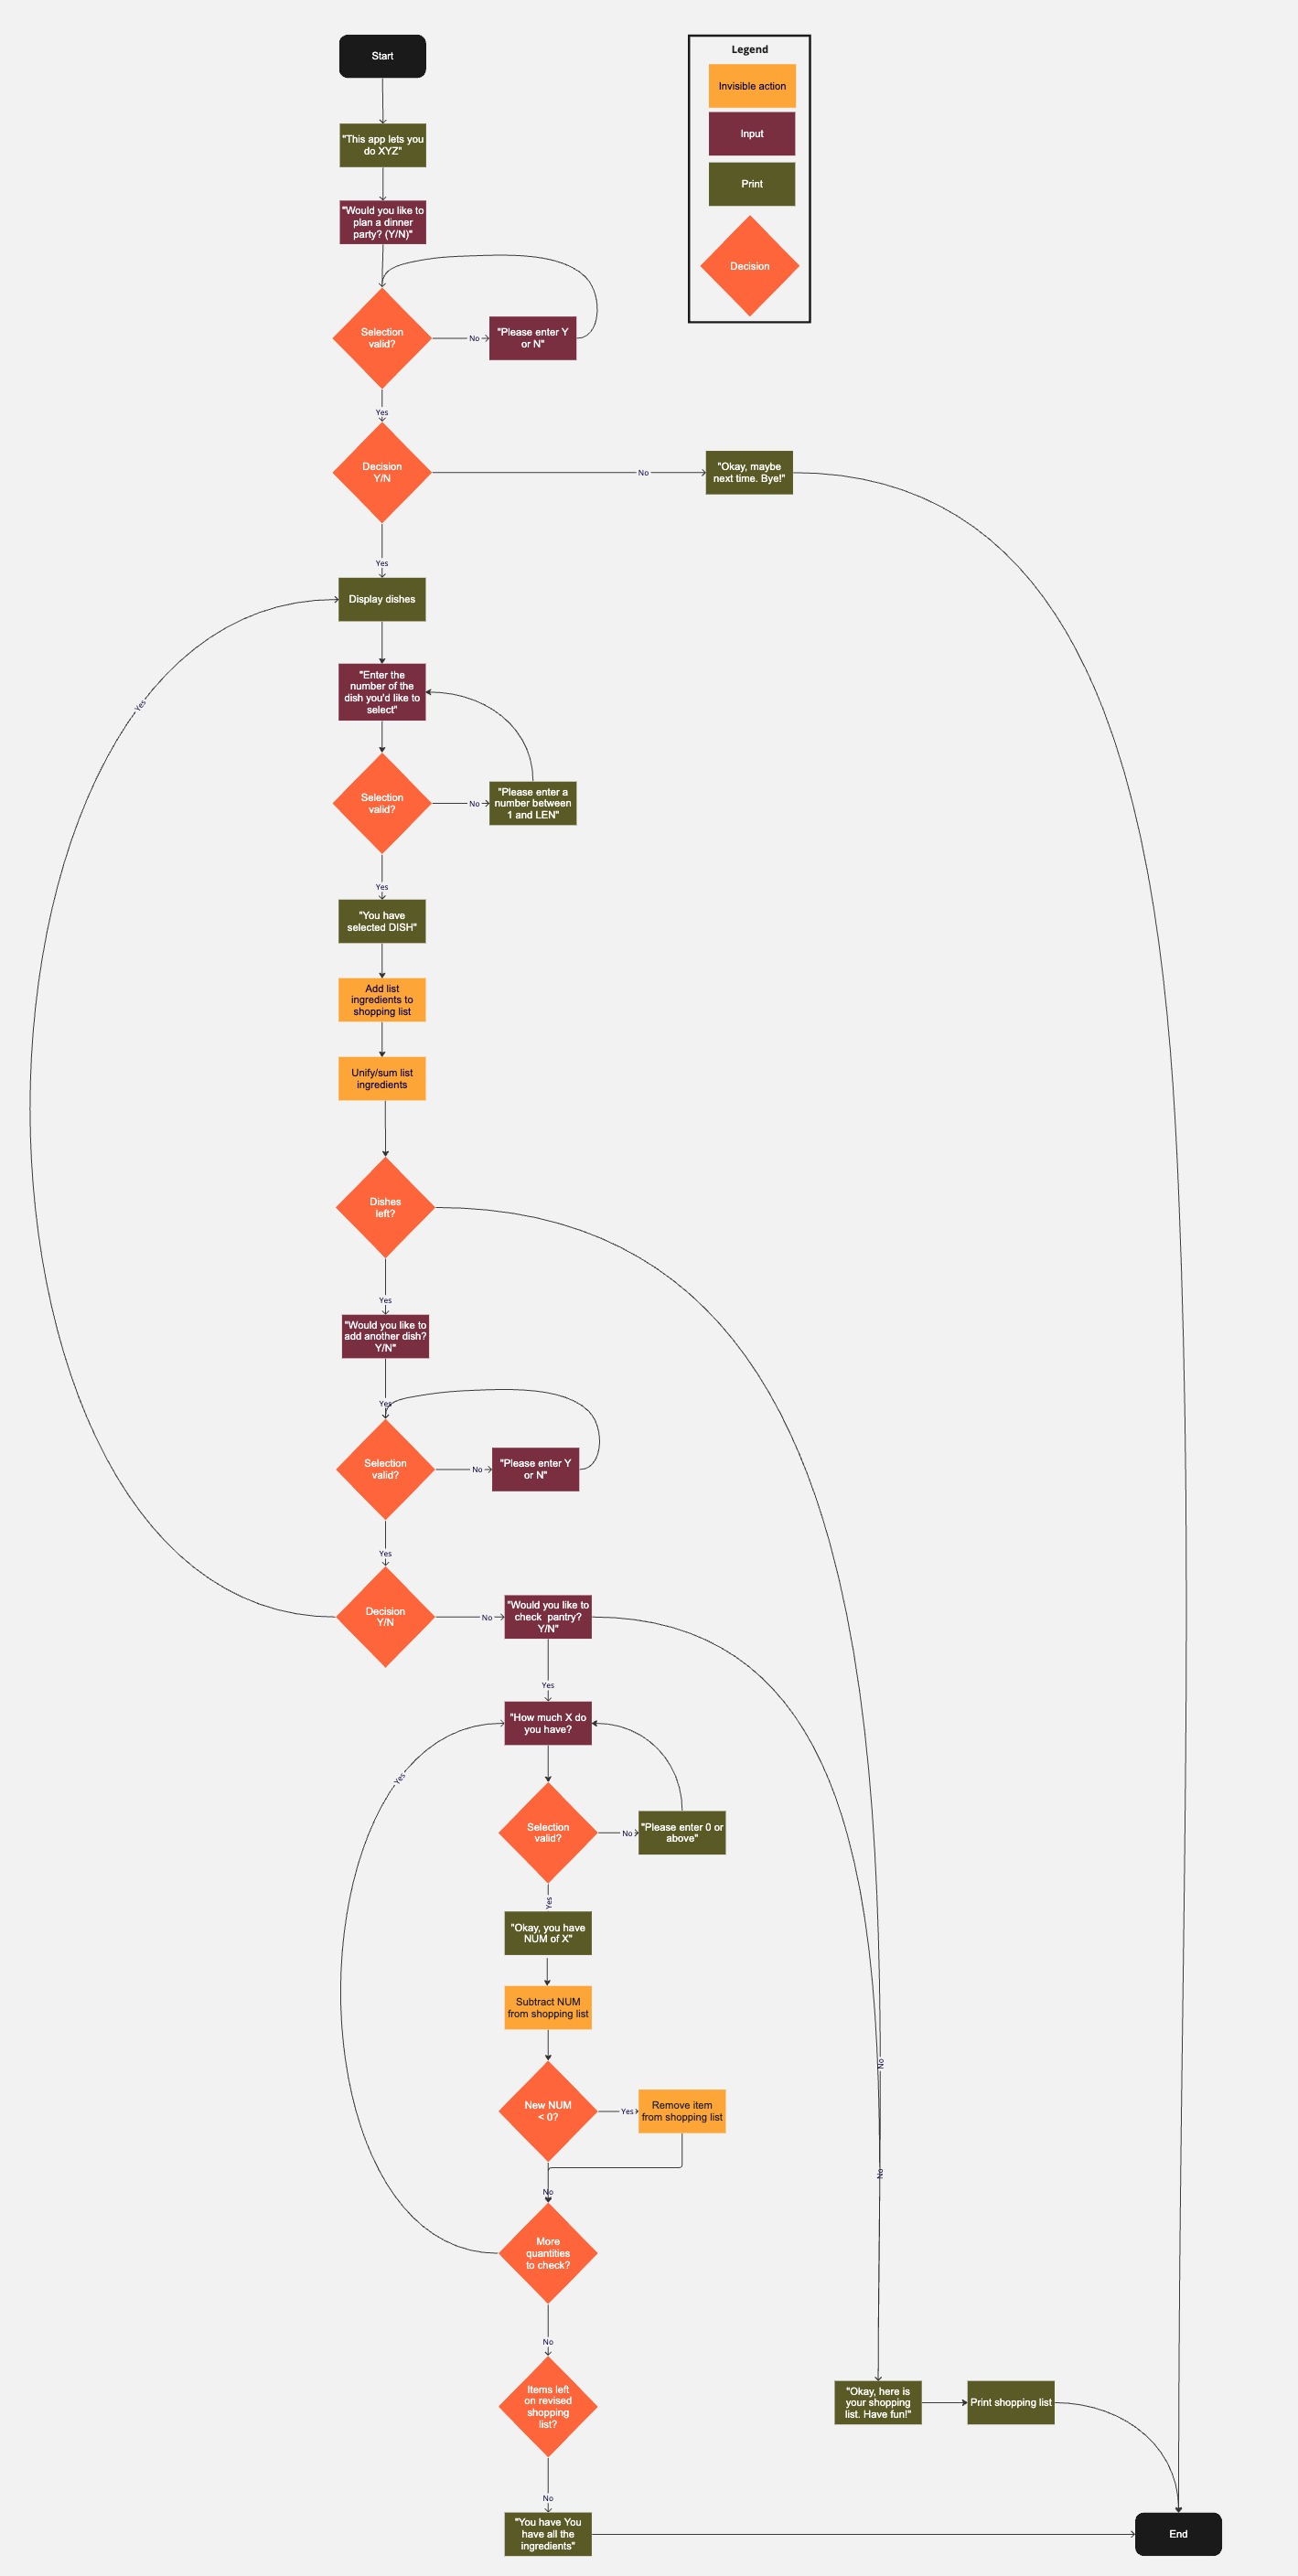 Start
Legend
Invisible action
Input
Print
Decision
"This app lets you
do XYZ"
"Would you like to
plan a dinner
party? (Y/N)"
Selection
valid?
No
"Please enter Y
or N"
Yes
Decision
Y/N
No
"Okay, maybe
next time. Bye!"
Yes
Display dishes
Yes
"Enter the
number of the
dish you'd like to
select"
Selection
valid?
No
"Please enter a
number between
1 and LEN"
Yes
"You have
selected DISH"
Add list
ingredients to
shopping list
Unify/sum list
ingredients
Dishes
left?
Yes
"Would you like to
add another dish?
Y/N"
Yes
Selection
valid?
No
"Please enter Y
or N"
Yes
Decision
Y/N
No
"Would you like to
check pantry?
Y/N"
Yes
"How much X do
you have?
Yes
Selection
valid?
No
"Please enter 0 or
above"
Yes
"Okay, you have
NUM of X"
Subtract NUM
from shopping list
No
New NUM
< 0?
Yes
Remove item
from shopping list
No
No
More
quantities
to check?
No
Items left
on revised
shopping
list?
"Okay, here is
your shopping
list. Have fun!"
Print shopping list
No
"You have You
have all the
ingredients"
End